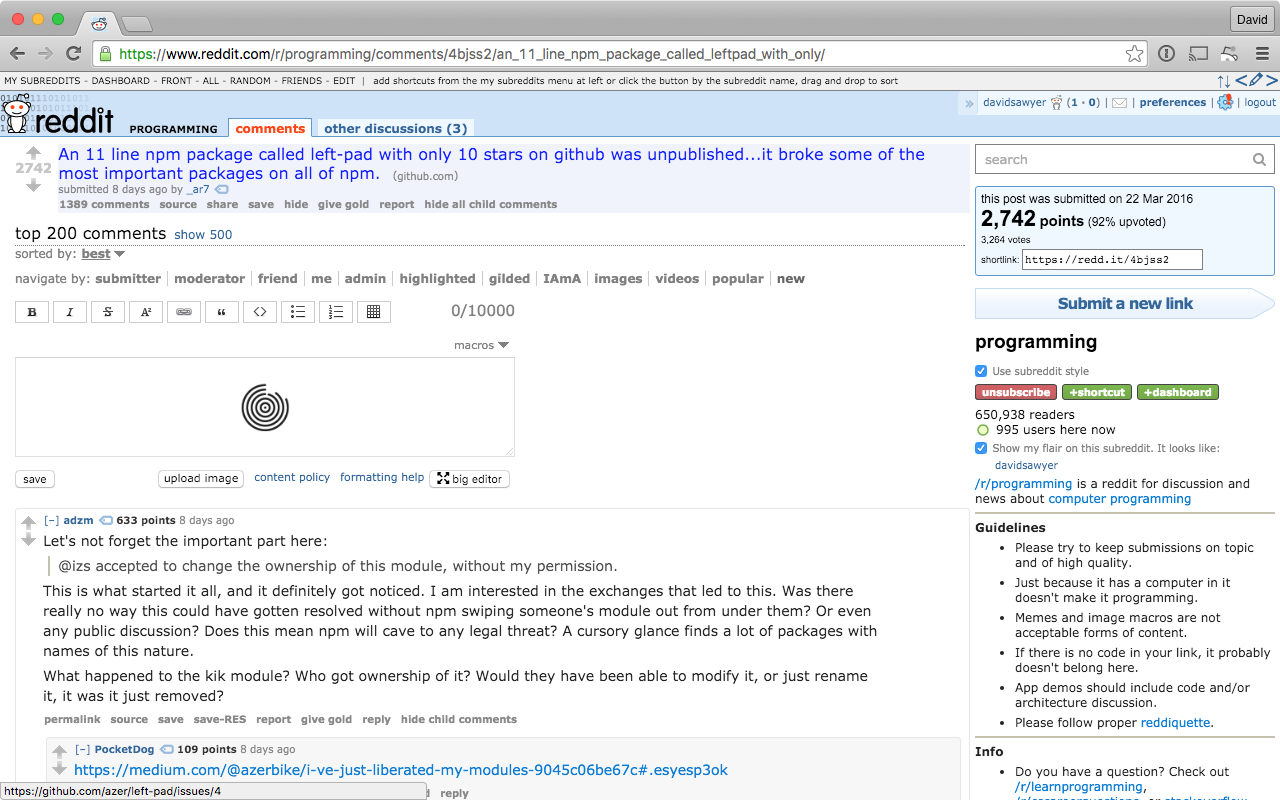 David
https://www.reddit.com/r/programming/comments/4bjss2/an_11_line_npm_package_called_leftpad_with_only/
MY SUBREDDITS - DASHBOARD - FRONT - ALL - RANDOM - FRIENDS - EDIT | add shortcuts from the my subreddits menu at left or click the button by the subreddit name, drag and drop to sort
reddit PROGRAMMING comments other discussions (3)
davidsawyer (1 · 0) | | preferences | | logout
An 11 line npm package called left-pad with only 10 stars on github was unpublished...it broke some of the
most important packages on all of npm. (github.com)
2742
submitted 8 days ago by _ar7
1389 comments source share save hide give gold report hide all child comments
top 200 comments show 500
sorted by: best
navigate by: submitter | moderator | friend | me | admin | highlighted | gilded | IAmA | images | videos | popular | new
B I S A² “ <> 0/10000
macros
save upload image content policy formatting help big editor
[–] adzm 633 points 8 days ago
Let's not forget the important part here:
@izs accepted to change the ownership of this module, without my permission.
This is what started it all, and it definitely got noticed. I am interested in the exchanges that led to this. Was there
really no way this could have gotten resolved without npm swiping someone's module out from under them? Or even
any public discussion? Does this mean npm will cave to any legal threat? A cursory glance finds a lot of packages with
names of this nature.
What happened to the kik module? Who got ownership of it? Would they have been able to modify it, or just rename
it, it was it just removed?
permalink source save save-RES report give gold reply hide child comments
[–] PocketDog 109 points 8 days ago
https://medium.com/@azerbike/i-ve-just-liberated-my-modules-9045c06be67c#.esyesp3ok
https://github.com/azer/left-pad/issues/4
reply
search
this post was submitted on 22 Mar 2016
2,742 points (92% upvoted)
3,264 votes
shortlink: https://redd.it/4bjss2
Submit a new link
programming
Use subreddit style
unsubscribe +shortcut +dashboard
650,938 readers
995 users here now
Show my flair on this subreddit. It looks like:
davidsawyer
/r/programming is a reddit for discussion and
news about computer programming
Guidelines
• Please try to keep submissions on topic
and of high quality.
• Just because it has a computer in it
doesn't make it programming.
• Memes and image macros are not
acceptable forms of content.
• If there is no code in your link, it probably
doesn't belong here.
• App demos should include code and/or
architecture discussion.
• Please follow proper reddiquette.
Info
• Do you have a question? Check out
/r/learnprogramming,